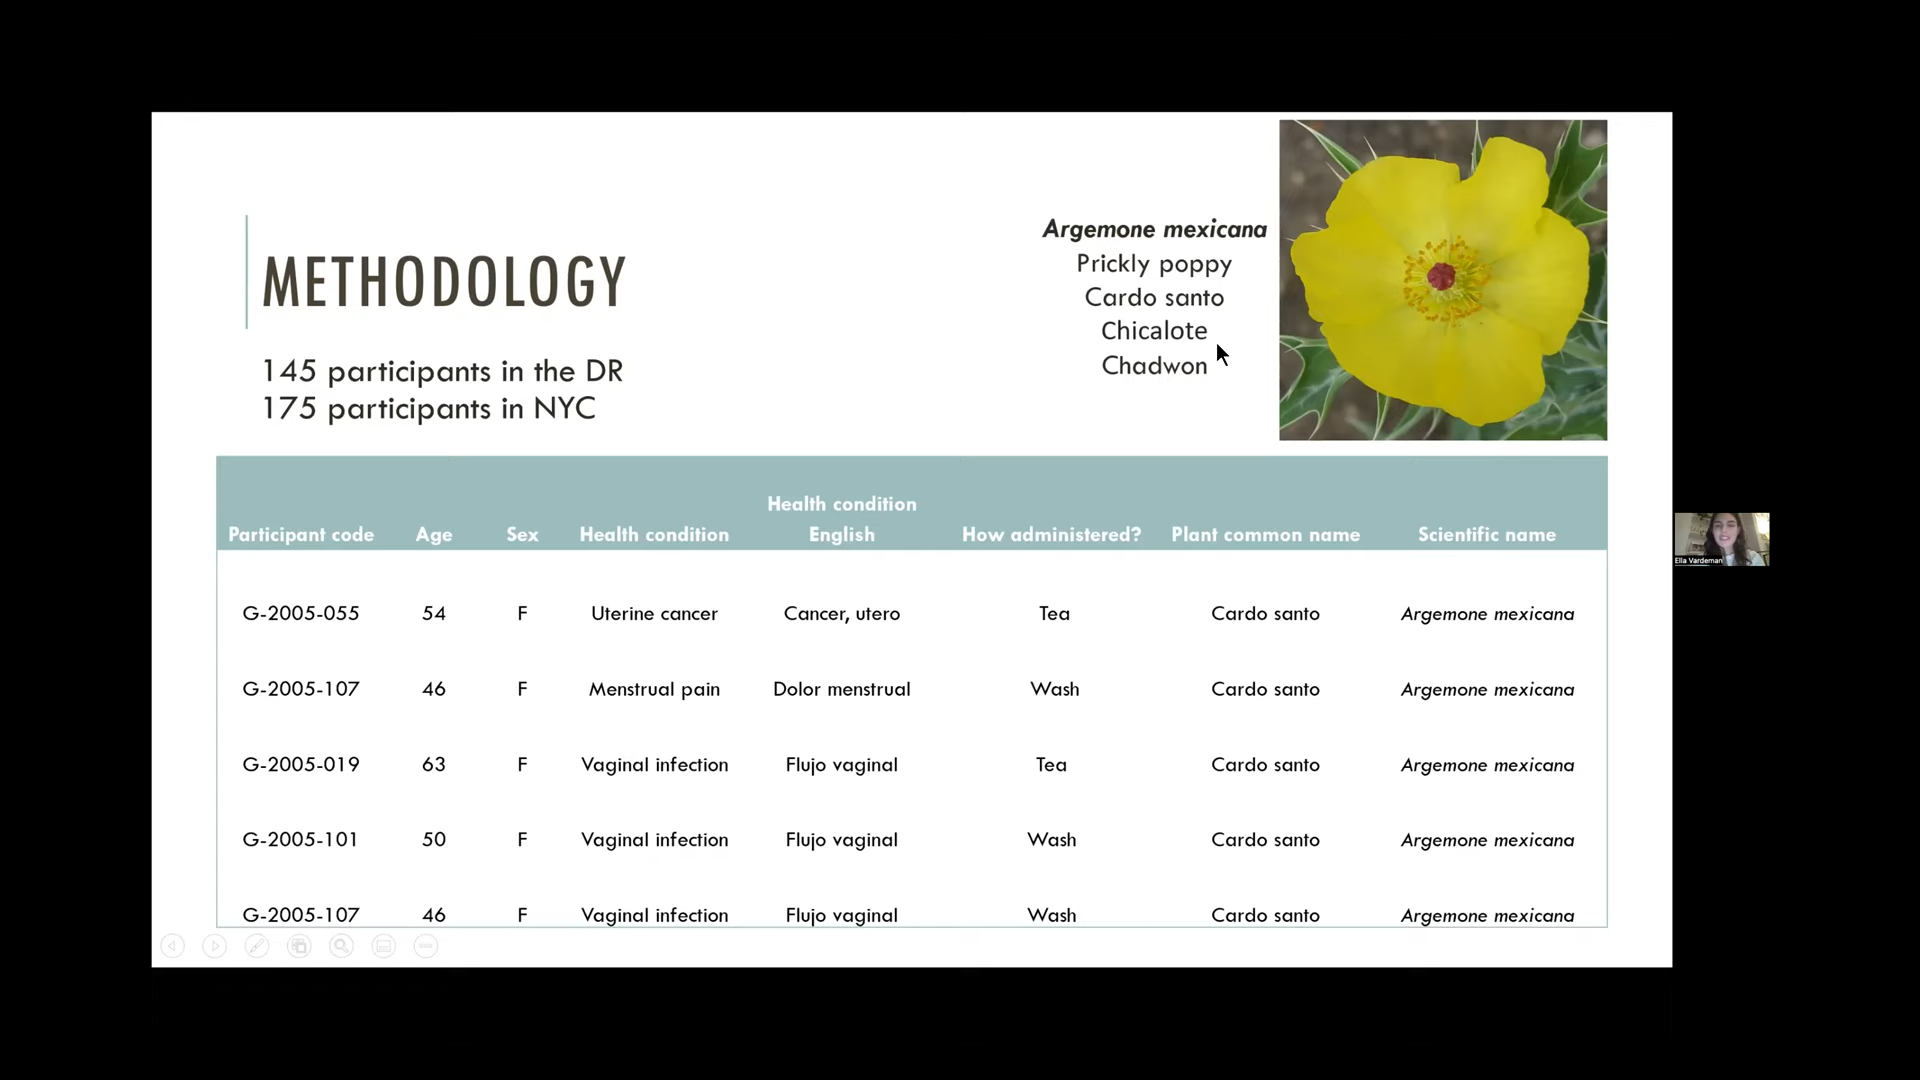 METHODOLOGY
145 participants in the DR
175 participants in NYC
Argemone mexicana
Prickly poppy
Cardo santo
Chicalote
Chadwon
Participant code Age Sex Health condition Health condition English How administered? Plant common name Scientific name
G-2005-055 54 F Uterine cancer Cancer, utero Tea Cardo santo Argemone mexicana
G-2005-107 46 F Menstrual pain Dolor menstrual Wash Cardo santo Argemone mexicana
G-2005-019 63 F Vaginal infection Flujo vaginal Tea Cardo santo Argemone mexicana
G-2005-101 50 F Vaginal infection Flujo vaginal Wash Cardo santo Argemone mexicana
G-2005-107 46 F Vaginal infection Flujo vaginal Wash Cardo santo Argemone mexicana
Ella Vardeman